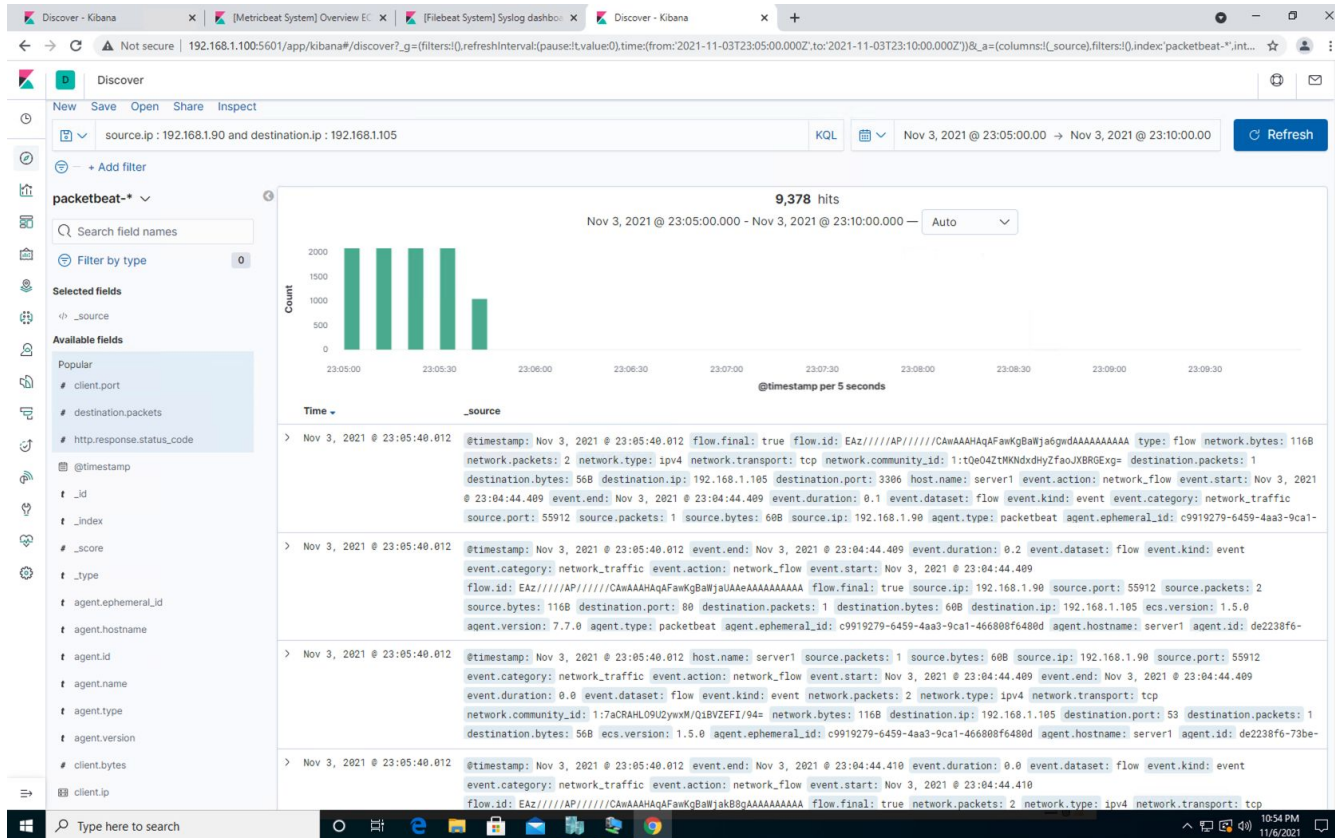 Discover - Kibana
[Metricbeat System] Overview EC
[Filebeat System] Syslog dashboa
Discover - Kibana
Not secure | 192.168.1.100:5601/app/kibana#/discover?_g=(filters:!(),refreshInterval:(pause:!t,value:0),time:(from:'2021-11-03T23:05:00.000Z',to:'2021-11-03T23:10:00.000Z'))&_a=(columns:!(_source),filters:!(),index:'packetbeat-*',int...
D Discover
New Save Open Share Inspect
source.ip : 192.168.1.90 and destination.ip : 192.168.1.105 KQL Nov 3, 2021 @ 23:05:00.00 → Nov 3, 2021 @ 23:10:00.00 Refresh
+ Add filter
packetbeat-*
Search field names
Filter by type 0
Selected fields
_source
Available fields
Popular
# client.port
# destination.packets
# http.response.status_code
@timestamp
t _id
t _index
# _score
t _type
t agent.ephemeral_id
t agent.hostname
t agent.id
t agent.name
t agent.type
t agent.version
# client.bytes
client.ip
9,378 hits
Nov 3, 2021 @ 23:05:00.000 - Nov 3, 2021 @ 23:10:00.000 — Auto
Count
2000
1500
1000
500
0
23:05:00 23:05:30 23:06:00 23:06:30 23:07:00 23:07:30 23:08:00 23:08:30 23:09:00 23:09:30
@timestamp per 5 seconds
Time _source
Nov 3, 2021 @ 23:05:40.012 @timestamp: Nov 3, 2021 @ 23:05:40.012 flow.final: true flow.id: EAz/////AP//////CAwAAAHAqAFawKgBaWja6gwdAAAAAAAAAA type: flow network.bytes: 116B
network.packets: 2 network.type: ipv4 network.transport: tcp network.community_id: 1:tQeO4ZtMKNdxdHyZfaoJXBRGExg= destination.packets: 1
destination.bytes: 56B destination.ip: 192.168.1.105 destination.port: 3306 host.name: server1 event.action: network_flow event.start: Nov 3, 2021
@ 23:04:44.409 event.end: Nov 3, 2021 @ 23:04:44.409 event.duration: 0.1 event.dataset: flow event.kind: event event.category: network_traffic
source.port: 55912 source.packets: 1 source.bytes: 60B source.ip: 192.168.1.90 agent.type: packetbeat agent.ephemeral_id: c9919279-6459-4aa3-9ca1-
Nov 3, 2021 @ 23:05:40.012 @timestamp: Nov 3, 2021 @ 23:05:40.012 event.end: Nov 3, 2021 @ 23:04:44.409 event.duration: 0.2 event.dataset: flow event.kind: event
event.category: network_traffic event.action: network_flow event.start: Nov 3, 2021 @ 23:04:44.409
flow.id: EAz/////AP//////CAwAAAHAqAFawKgBaWjaUAAeAAAAAAAAAA flow.final: true source.ip: 192.168.1.90 source.port: 55912 source.packets: 2
source.bytes: 116B destination.port: 80 destination.packets: 1 destination.bytes: 60B destination.ip: 192.168.1.105 ecs.version: 1.5.0
agent.version: 7.7.0 agent.type: packetbeat agent.ephemeral_id: c9919279-6459-4aa3-9ca1-466808f6480d agent.hostname: server1 agent.id: de2238f6-
Nov 3, 2021 @ 23:05:40.012 @timestamp: Nov 3, 2021 @ 23:05:40.012 host.name: server1 source.packets: 1 source.bytes: 60B source.ip: 192.168.1.90 source.port: 55912
event.category: network_traffic event.action: network_flow event.start: Nov 3, 2021 @ 23:04:44.409 event.end: Nov 3, 2021 @ 23:04:44.409
event.duration: 0.0 event.dataset: flow event.kind: event network.packets: 2 network.type: ipv4 network.transport: tcp
network.community_id: 1:7aCRAHLO9U2ywxM/QiBVZEFI/94= network.bytes: 116B destination.ip: 192.168.1.105 destination.port: 53 destination.packets: 1
destination.bytes: 56B ecs.version: 1.5.0 agent.ephemeral_id: c9919279-6459-4aa3-9ca1-466808f6480d agent.hostname: server1 agent.id: de2238f6-73be-
Nov 3, 2021 @ 23:05:40.012 @timestamp: Nov 3, 2021 @ 23:05:40.012 event.end: Nov 3, 2021 @ 23:04:44.410 event.duration: 0.0 event.dataset: flow event.kind: event
event.category: network_traffic event.action: network_flow event.start: Nov 3, 2021 @ 23:04:44.410
flow.id: EAz/////AP//////CAwAAAHAqAFawKgBaWjakB8gAAAAAAAAAA flow.final: true network.packets: 2 network.type: ipv4 network.transport: tcp
Type here to search
10:54 PM
11/6/2021